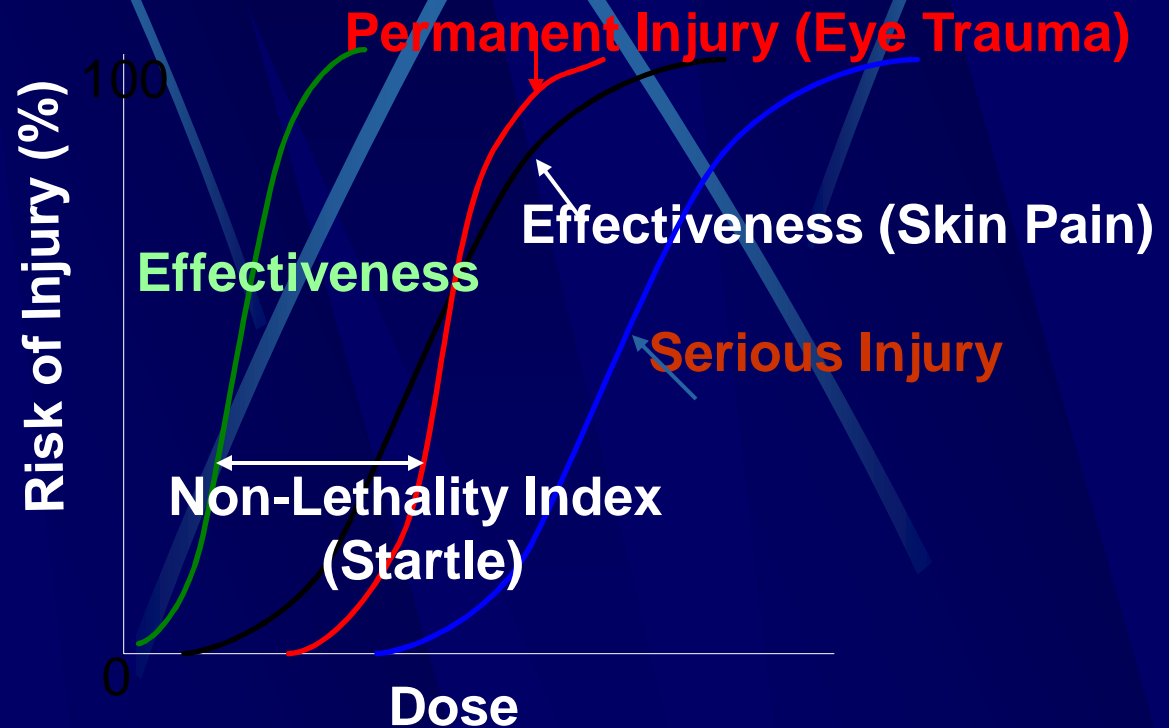 Permanent Injury (Eye Trauma)
100
Risk of Injury (%)
Effectiveness (Skin Pain)
Effectiveness
Serious Injury
Non-Lethality Index
(Startle)
0
Dose